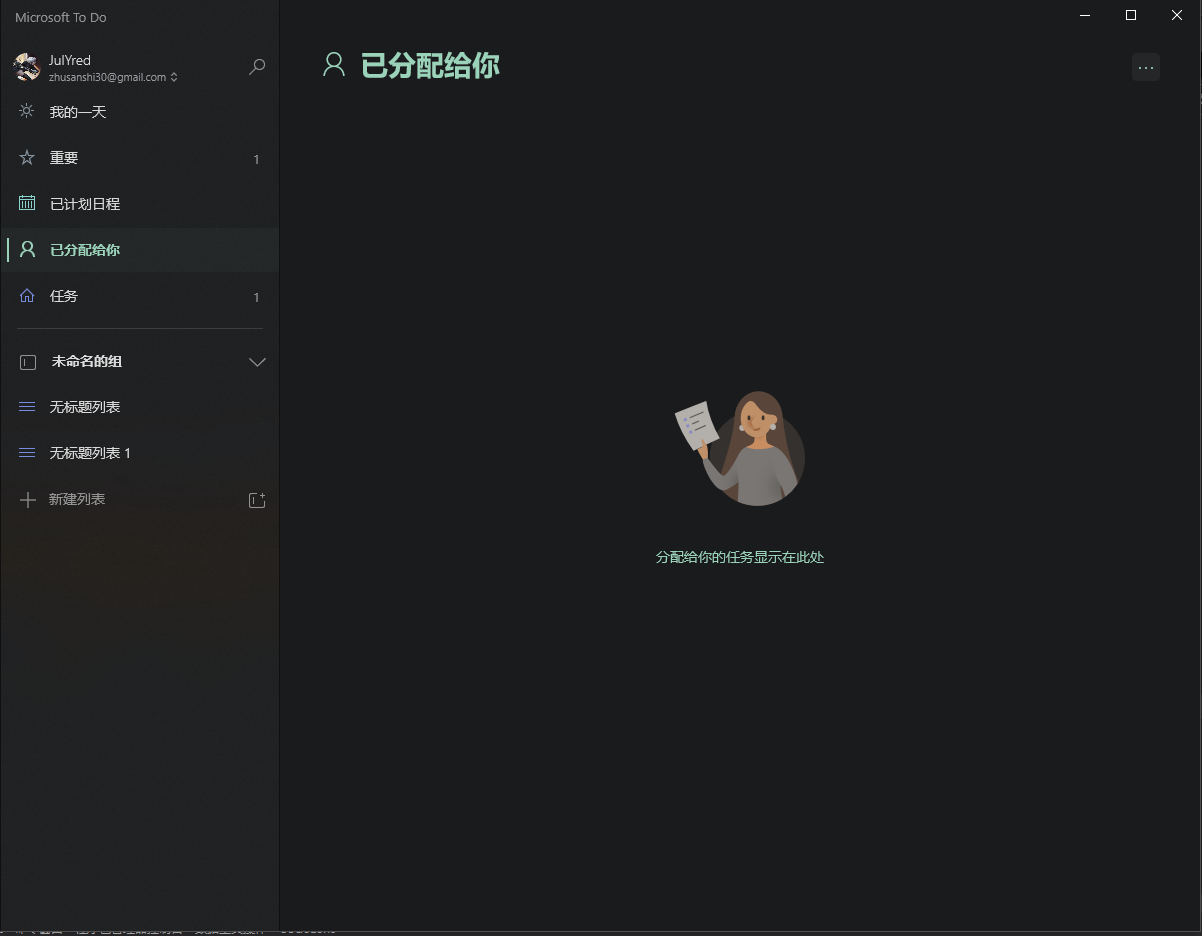 Microsoft To Do
JulYred
zhusanshi30@gmail.com
我的一天
重要 1
已计划日程
已分配给你
任务 1
未命名的组
无标题列表
无标题列表 1
新建列表
已分配给你
分配给你的任务显示在此处